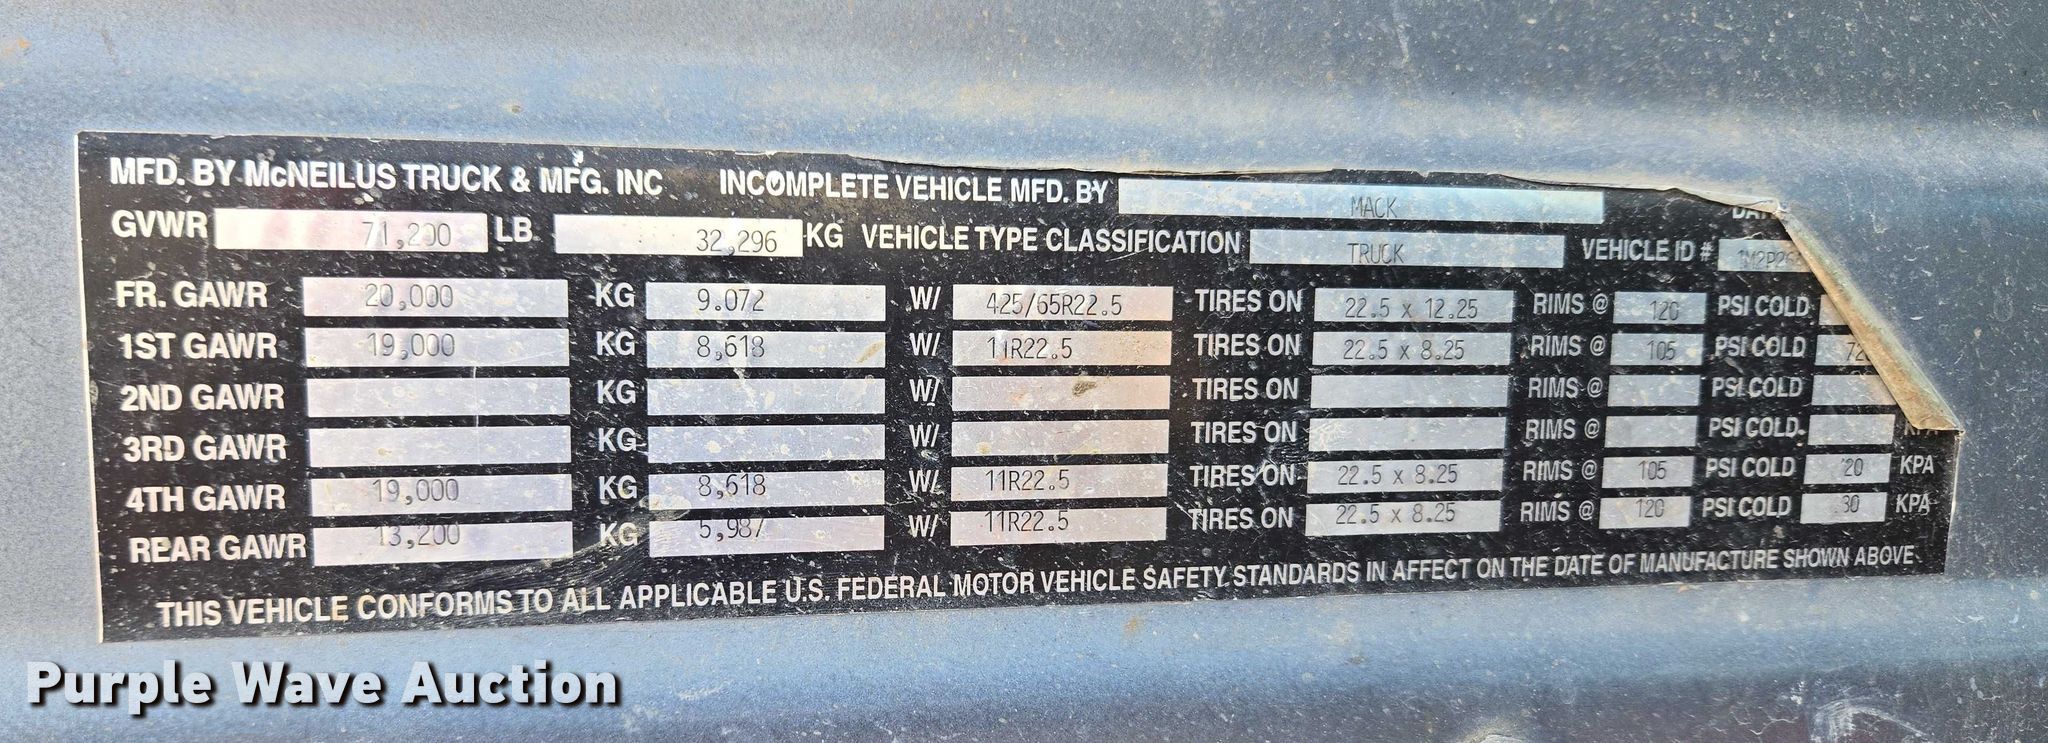 MFD. BY McNEILUS TRUCK & MFG. INC INCOMPLETE VEHICLE MFD. BY MACK
GVWR 71,200 LB 32,296 KG VEHICLE TYPE CLASSIFICATION TRUCK VEHICLE ID # 1M2P26
FR. GAWR 20,000 KG 9.072 W/ 425/65R22.5 TIRES ON 22.5 x 12.25 RIMS @ 120 PSI COLD
1ST GAWR 19,000 KG 8,618 W/ 11R22.5 TIRES ON 22.5 x 8.25 RIMS @ 105 PSI COLD 72
2ND GAWR KG W/ TIRES ON RIMS @ PSI COLD
3RD GAWR KG W/ TIRES ON RIMS @ PSI COLD
4TH GAWR 19,000 KG 8,618 W/ 11R22.5 TIRES ON 22.5 x 8.25 RIMS @ 105 PSI COLD 20 KPA
REAR GAWR 13,200 KG 5,987 W/ 11R22.5 TIRES ON 22.5 x 8.25 RIMS @ 120 PSI COLD 30 KPA
THIS VEHICLE CONFORMS TO ALL APPLICABLE U.S. FEDERAL MOTOR VEHICLE SAFETY STANDARDS IN AFFECT ON THE DATE OF MANUFACTURE SHOWN ABOVE
Purple Wave Auction